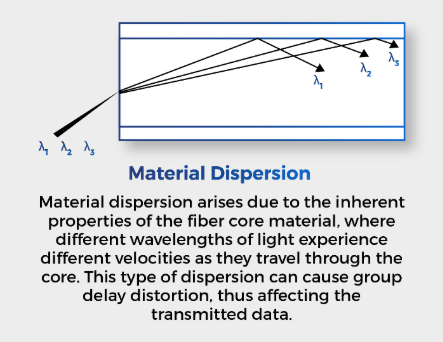 λ₁
λ₂
λ₃
λ₁ λ₂ λ₃
Material Dispersion
Material dispersion arises due to the inherent
properties of the fiber core material, where
different wavelengths of light experience
different velocities as they travel through the
core. This type of dispersion can cause group
delay distortion, thus affecting the
transmitted data.